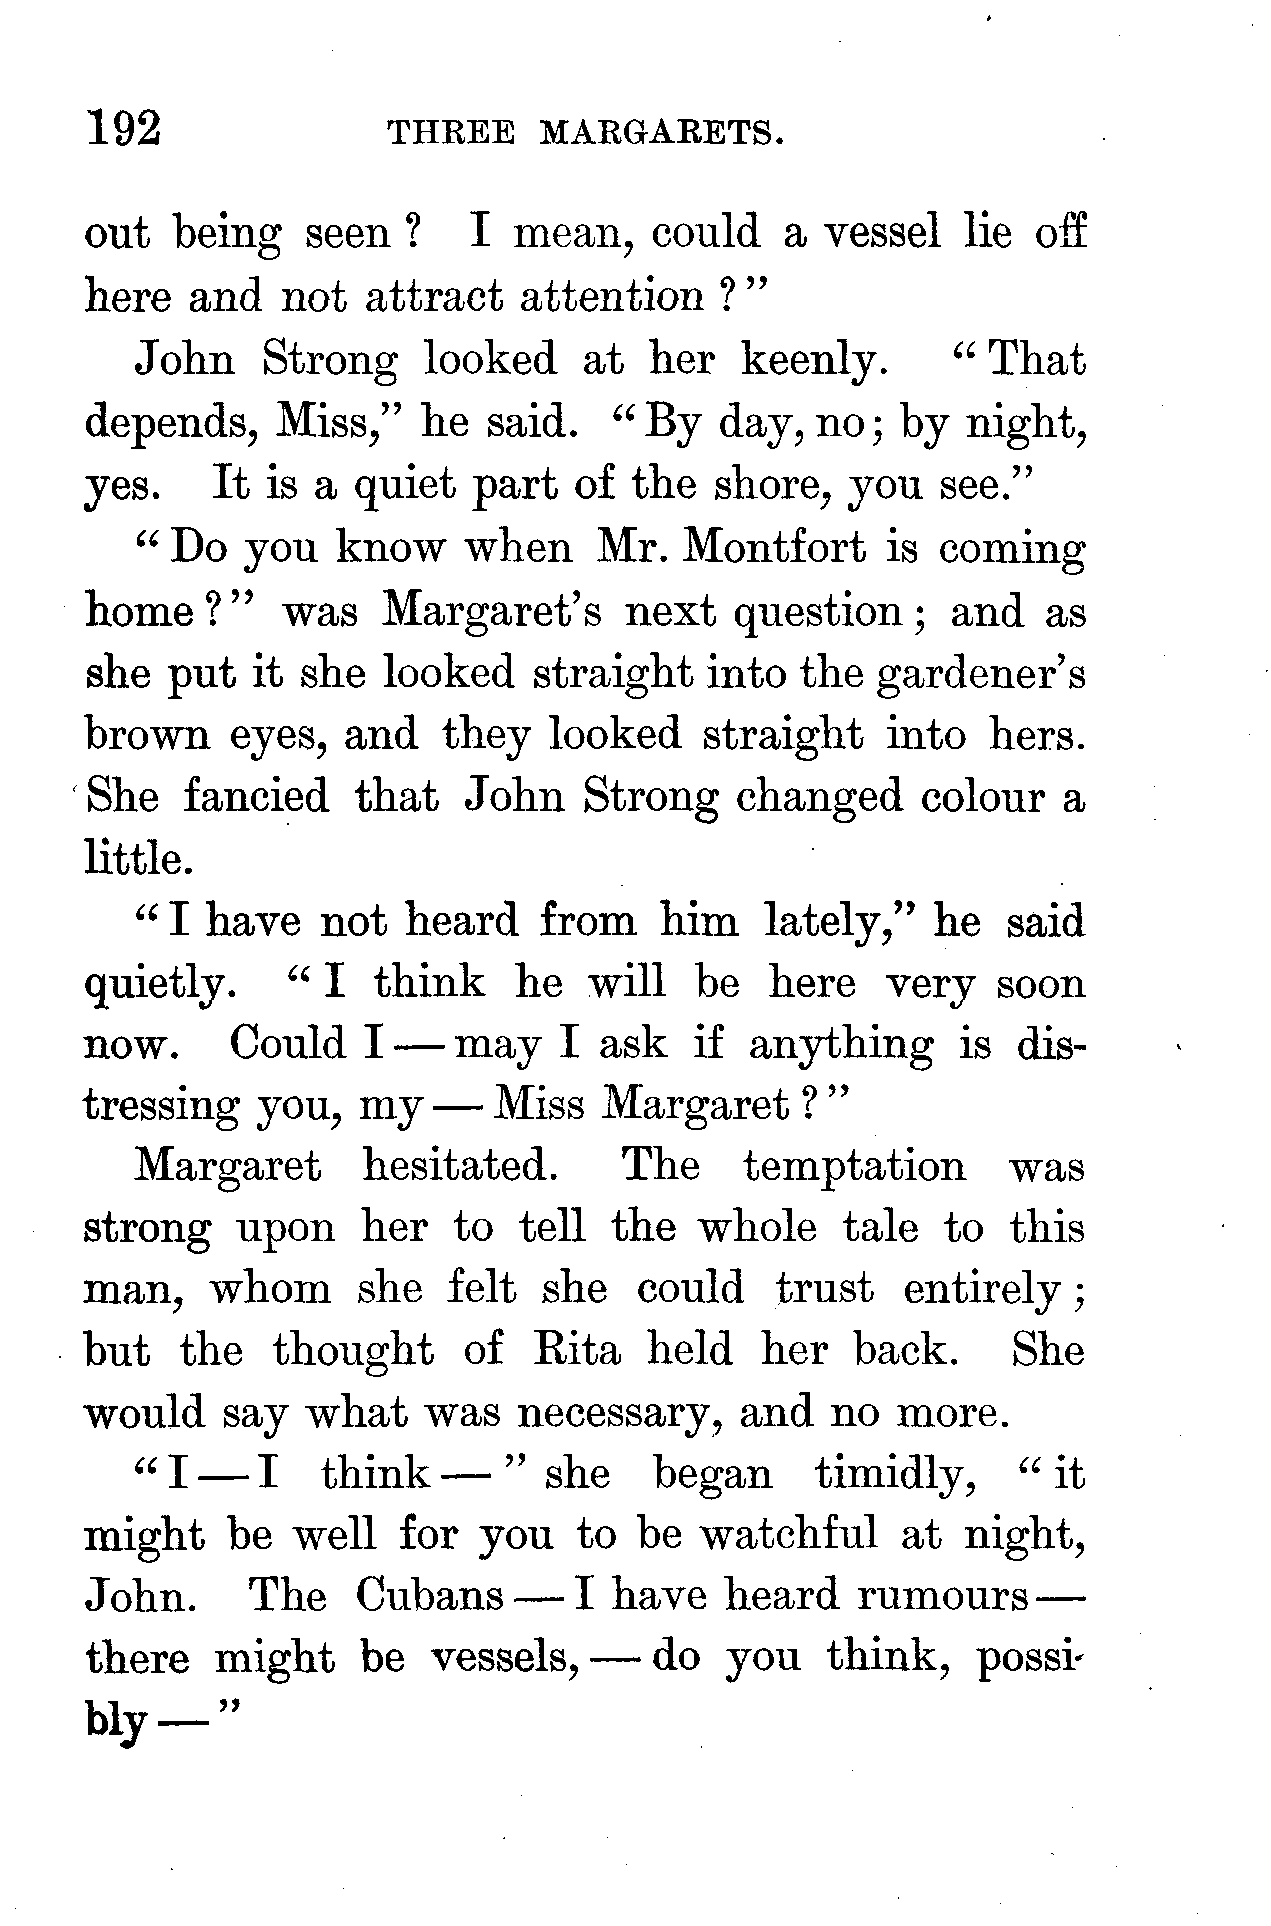 192 THREE MARGARETS.
out being seen? I mean, could a vessel lie off
here and not attract attention?”
John Strong looked at her keenly. “That
depends, Miss,” he said. “By day, no; by night,
yes. It is a quiet part of the shore, you see.”
“Do you know when Mr. Montfort is coming
home?” was Margaret’s next question; and as
she put it she looked straight into the gardener’s
brown eyes, and they looked straight into hers.
She fancied that John Strong changed colour a
little.
“I have not heard from him lately,” he said
quietly. “I think he will be here very soon
now. Could I — may I ask if anything is dis-
tressing you, my — Miss Margaret?”
Margaret hesitated. The temptation was
strong upon her to tell the whole tale to this
man, whom she felt she could trust entirely;
but the thought of Rita held her back. She
would say what was necessary, and no more.
“I — I think — ” she began timidly, “it
might be well for you to be watchful at night,
John. The Cubans — I have heard rumours —
there might be vessels, — do you think, possi-
bly — ”